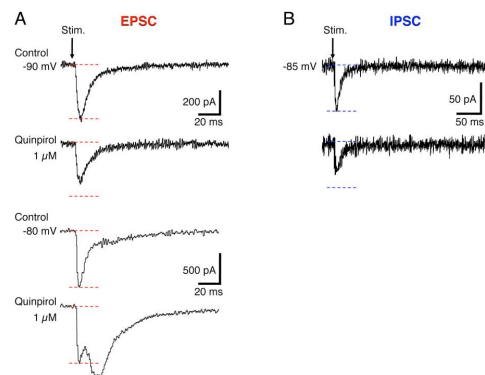 A
EPSC
B
IPSC
Stim.
Stim.
Control
-90 mV
-85 mV
200 pA
20 ms
50 pA
50 ms
Quinpirol
1 µM
Control
-80 mV
500 pA
20 ms
Quinpirol
1 µM